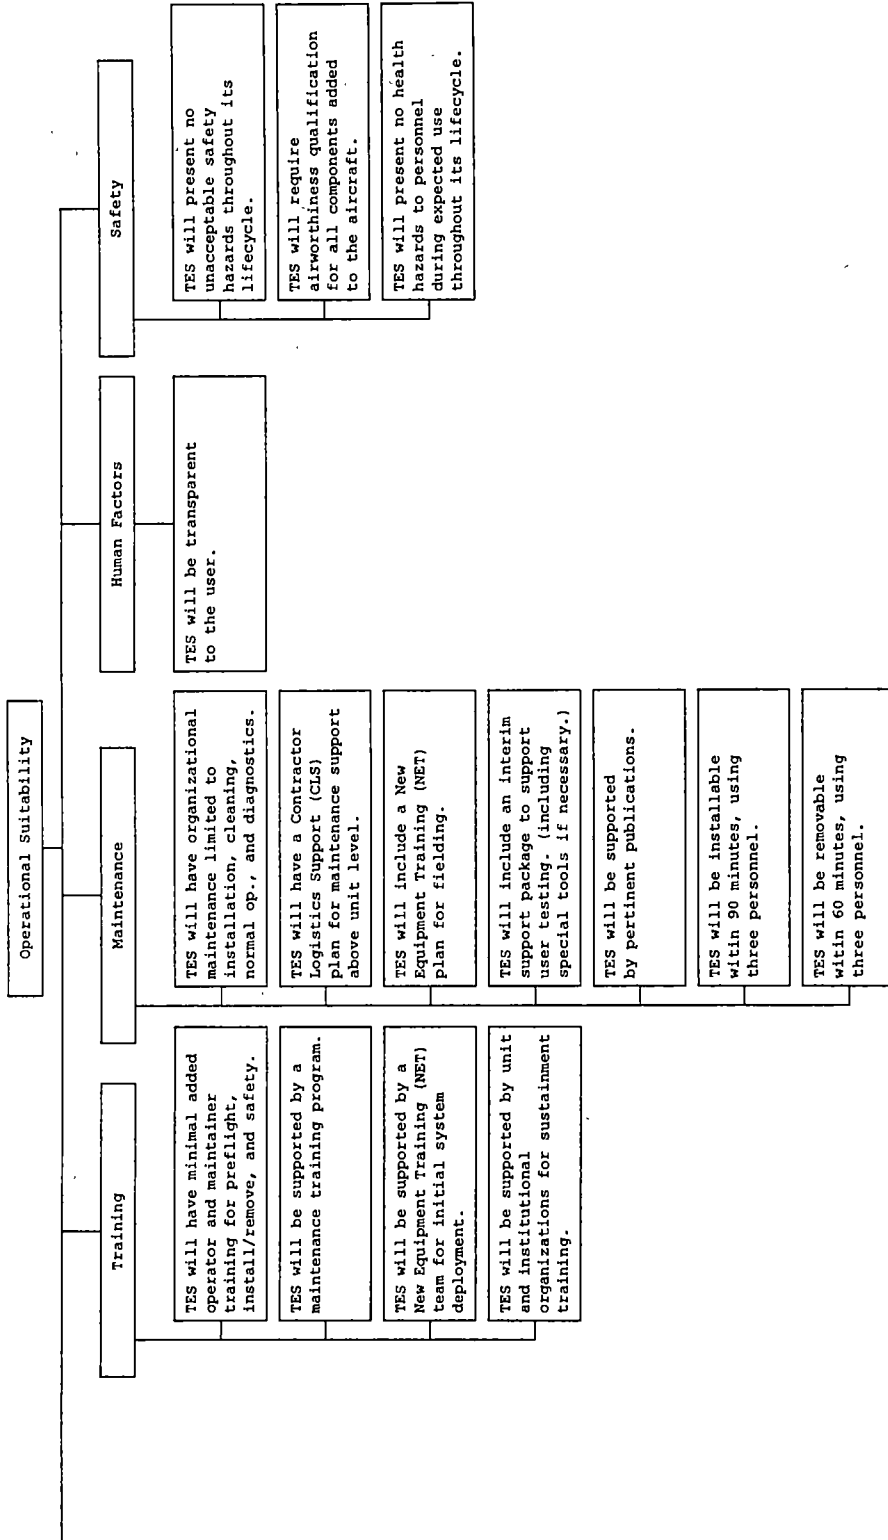 Operational Suitability
Training
TES will have minimal added
operator and maintainer
training for preflight,
install/remove, and safety.
TES will be supported by a
maintenance training program.
TES will be supported by a
New Equipment Training (NET)
team for initial system
deployment.
TES will be supported by unit
and institutional
organizations for sustainment
training.
Maintenance
TES will have organizational
maintenance limited to
installation, cleaning,
normal op., and diagnostics.
TES will have a Contractor
Logistics Support (CLS)
plan for maintenance support
above unit level.
TES will include a New
Equipment Training (NET)
plan for fielding.
TES will include an interim
support package to support
user testing. (including
special tools if necessary.)
TES will be supported
by pertinent publications.
TES will be installable
witin 90 minutes, using
three personnel.
TES will be removable
witin 60 minutes, using
three personnel.
Human Factors
TES will be transparent
to the user.
Safety
TES will present no
unacceptable safety
hazards throughout its
lifecycle.
TES will require
airworthiness qualification
for all components added
to the aircraft.
TES will present no health
hazards to personnel
during expected use
throughout its lifecycle.